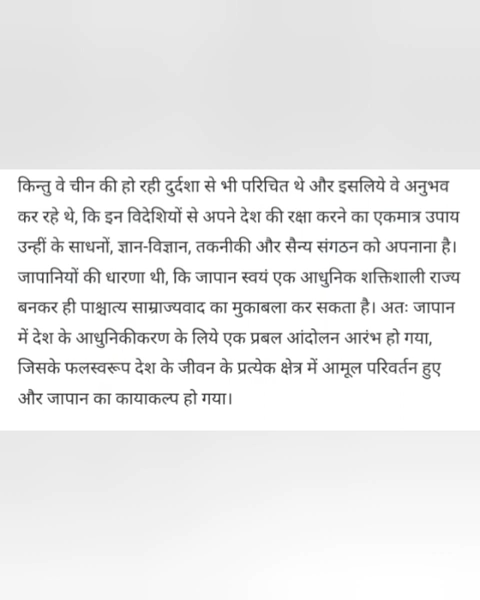 किन्तु वे चीन की हो रही दुर्दशा से भी परिचित थे और इसलिये वे अनुभव
कर रहे थे, कि इन विदेशियों से अपने देश की रक्षा करने का एकमात्र उपाय
उन्हीं के साधनों, ज्ञान-विज्ञान, तकनीकी और सैन्य संगठन को अपनाना है।
जापानियों की धारणा थी, कि जापान स्वयं एक आधुनिक शक्तिशाली राज्य
बनकर ही पाश्चात्य साम्राज्यवाद का मुकाबला कर सकता है। अतः जापान
में देश के आधुनिकीकरण के लिये एक प्रबल आंदोलन आरंभ हो गया,
जिसके फलस्वरूप देश के जीवन के प्रत्येक क्षेत्र में आमूल परिवर्तन हुए
और जापान का कायाकल्प हो गया।